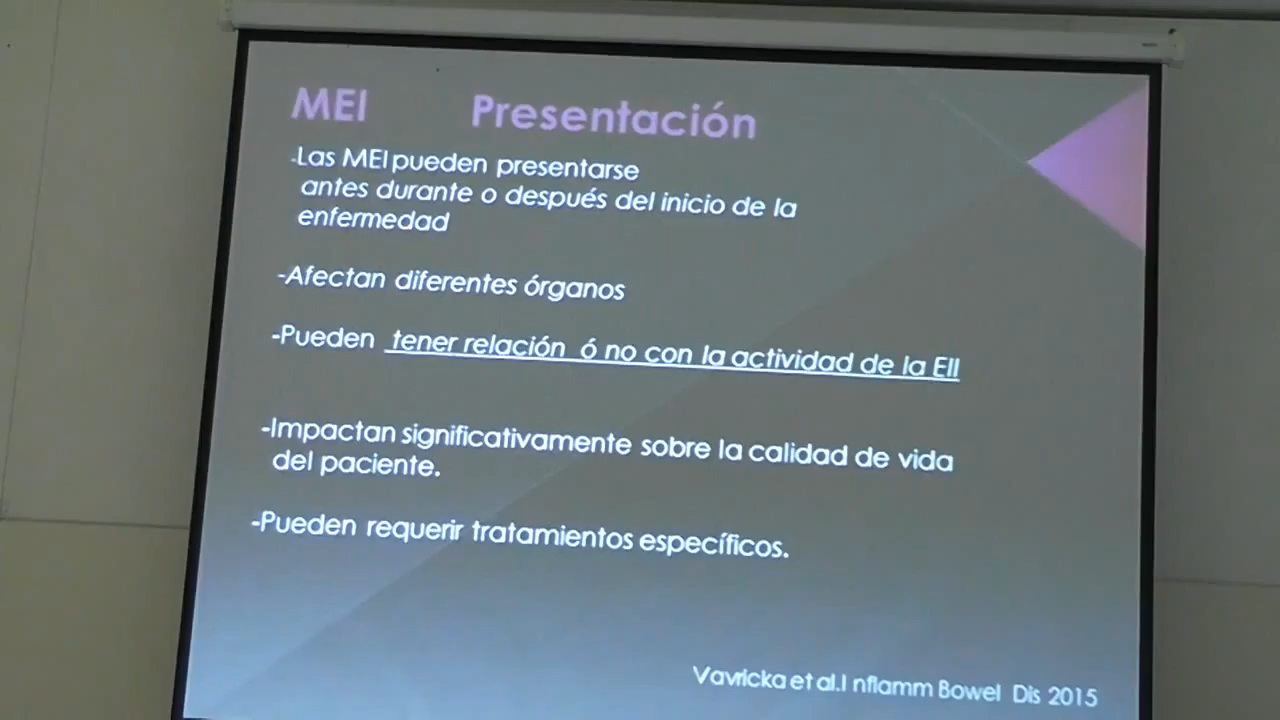 MEI Presentación
-Las MEI pueden presentarse
antes durante o después del inicio de la
enfermedad
-Afectan diferentes órganos
-Pueden tener relación ó no con la actividad de la EII
-Impactan significativamente sobre la calidad de vida
del paciente.
-Pueden requerir tratamientos específicos.
Vavricka et al.I nflamm Bowel Dis 2015